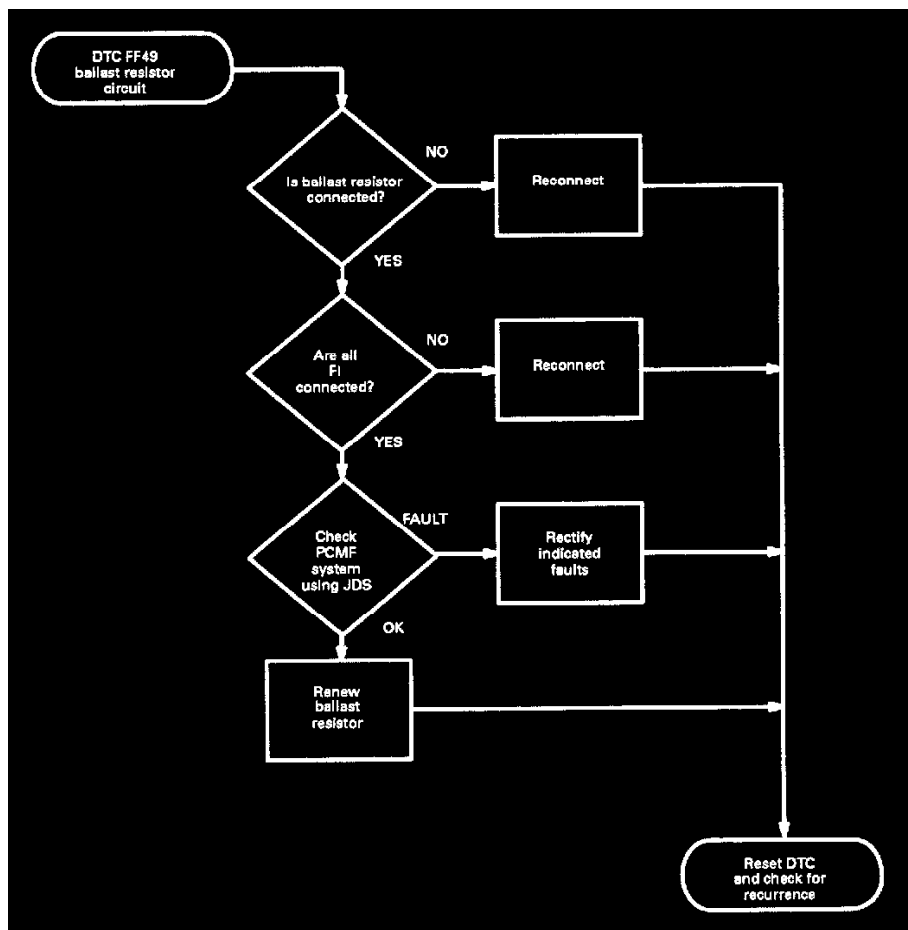 DTC FF49
ballast resistor
circuit
NO
Is ballast resistor
connected?
Reconnect
YES
NO
Are all
FI
connected?
Reconnect
YES
FAULT
Check
PCMF
system
using JDS
Rectify
indicated
faults
OK
Renew
ballast
resistor
Reset DTC
and check for
recurrence